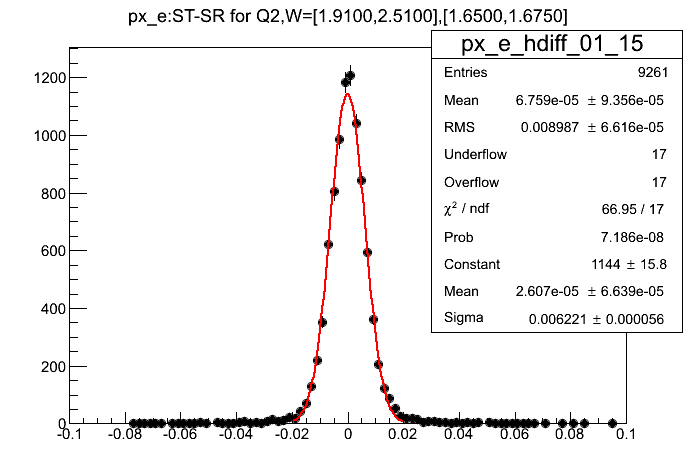 px_e:ST-SR for Q2,W=[1.9100,2.5100],[1.6500,1.6750]
px_e_hdiff_01_15
Entries 9261
Mean 6.759e-05 ± 9.356e-05
RMS 0.008987 ± 6.616e-05
Underflow 17
Overflow 17
χ² / ndf 66.95 / 17
Prob 7.186e-08
Constant 1144 ± 15.8
Mean 2.607e-05 ± 6.639e-05
Sigma 0.006221 ± 0.000056
1200
1000
800
600
400
200
0
-0.1 -0.08 -0.06 -0.04 -0.02 0 0.02 0.04 0.06 0.08 0.1